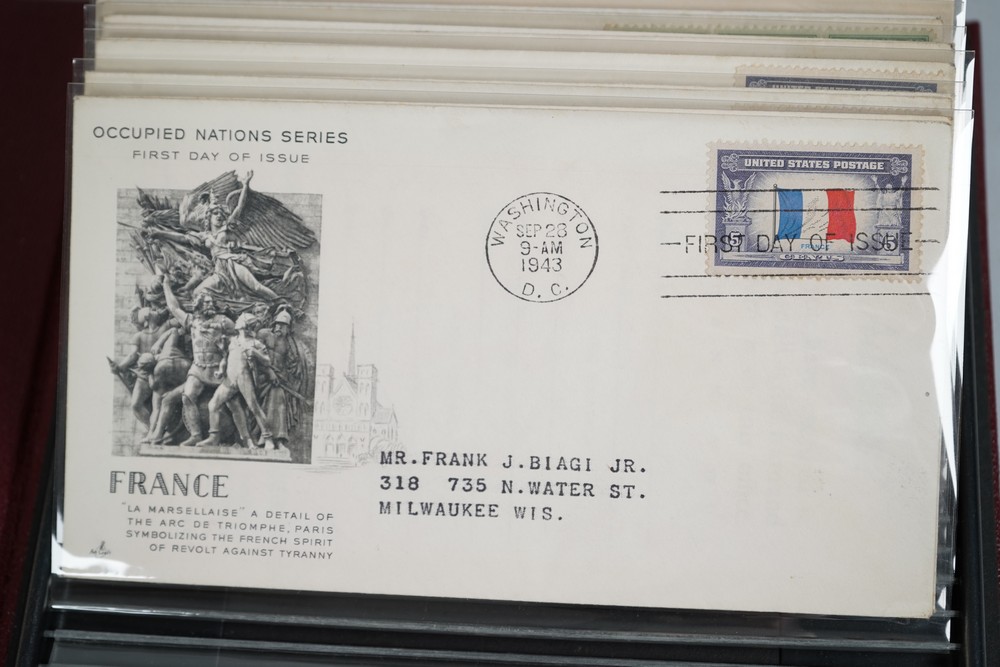 OCCUPIED NATIONS SERIES
FIRST DAY OF ISSUE
WASHINGTON
SEP 28
9-AM
1943
D. C.
UNITED STATES POSTAGE
FIRST DAY OF ISSUE
5 5
FRANCE
CENTS
FRANCE
"LA MARSELLAISE" A DETAIL OF
THE ARC DE TRIOMPHE, PARIS
SYMBOLIZING THE FRENCH SPIRIT
OF REVOLT AGAINST TYRANNY
MR.FRANK J.BIAGI JR.
318 735 N.WATER ST.
MILWAUKEE WIS.